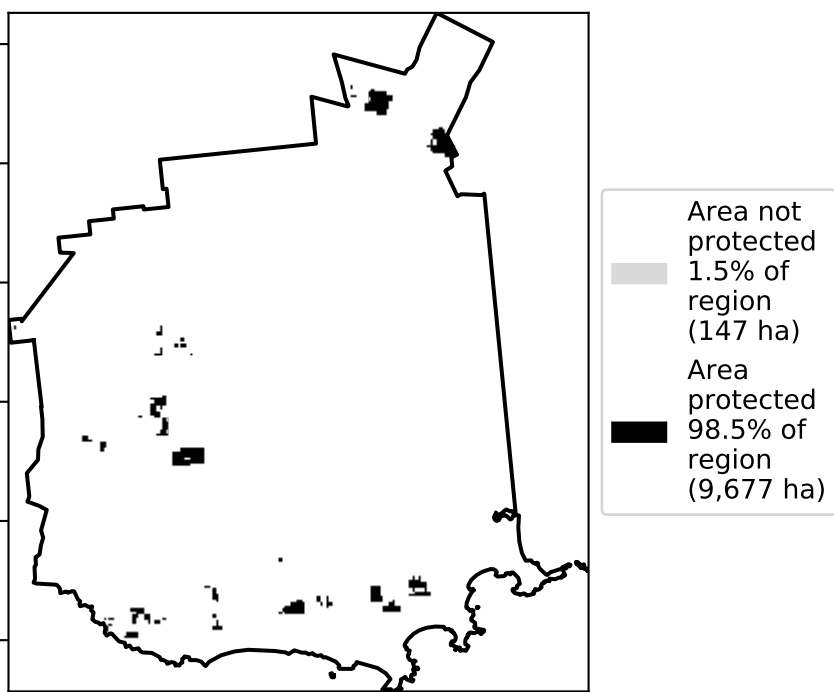 Area not
protected
1.5% of
region
(147 ha)
Area
protected
98.5% of
region
(9,677 ha)